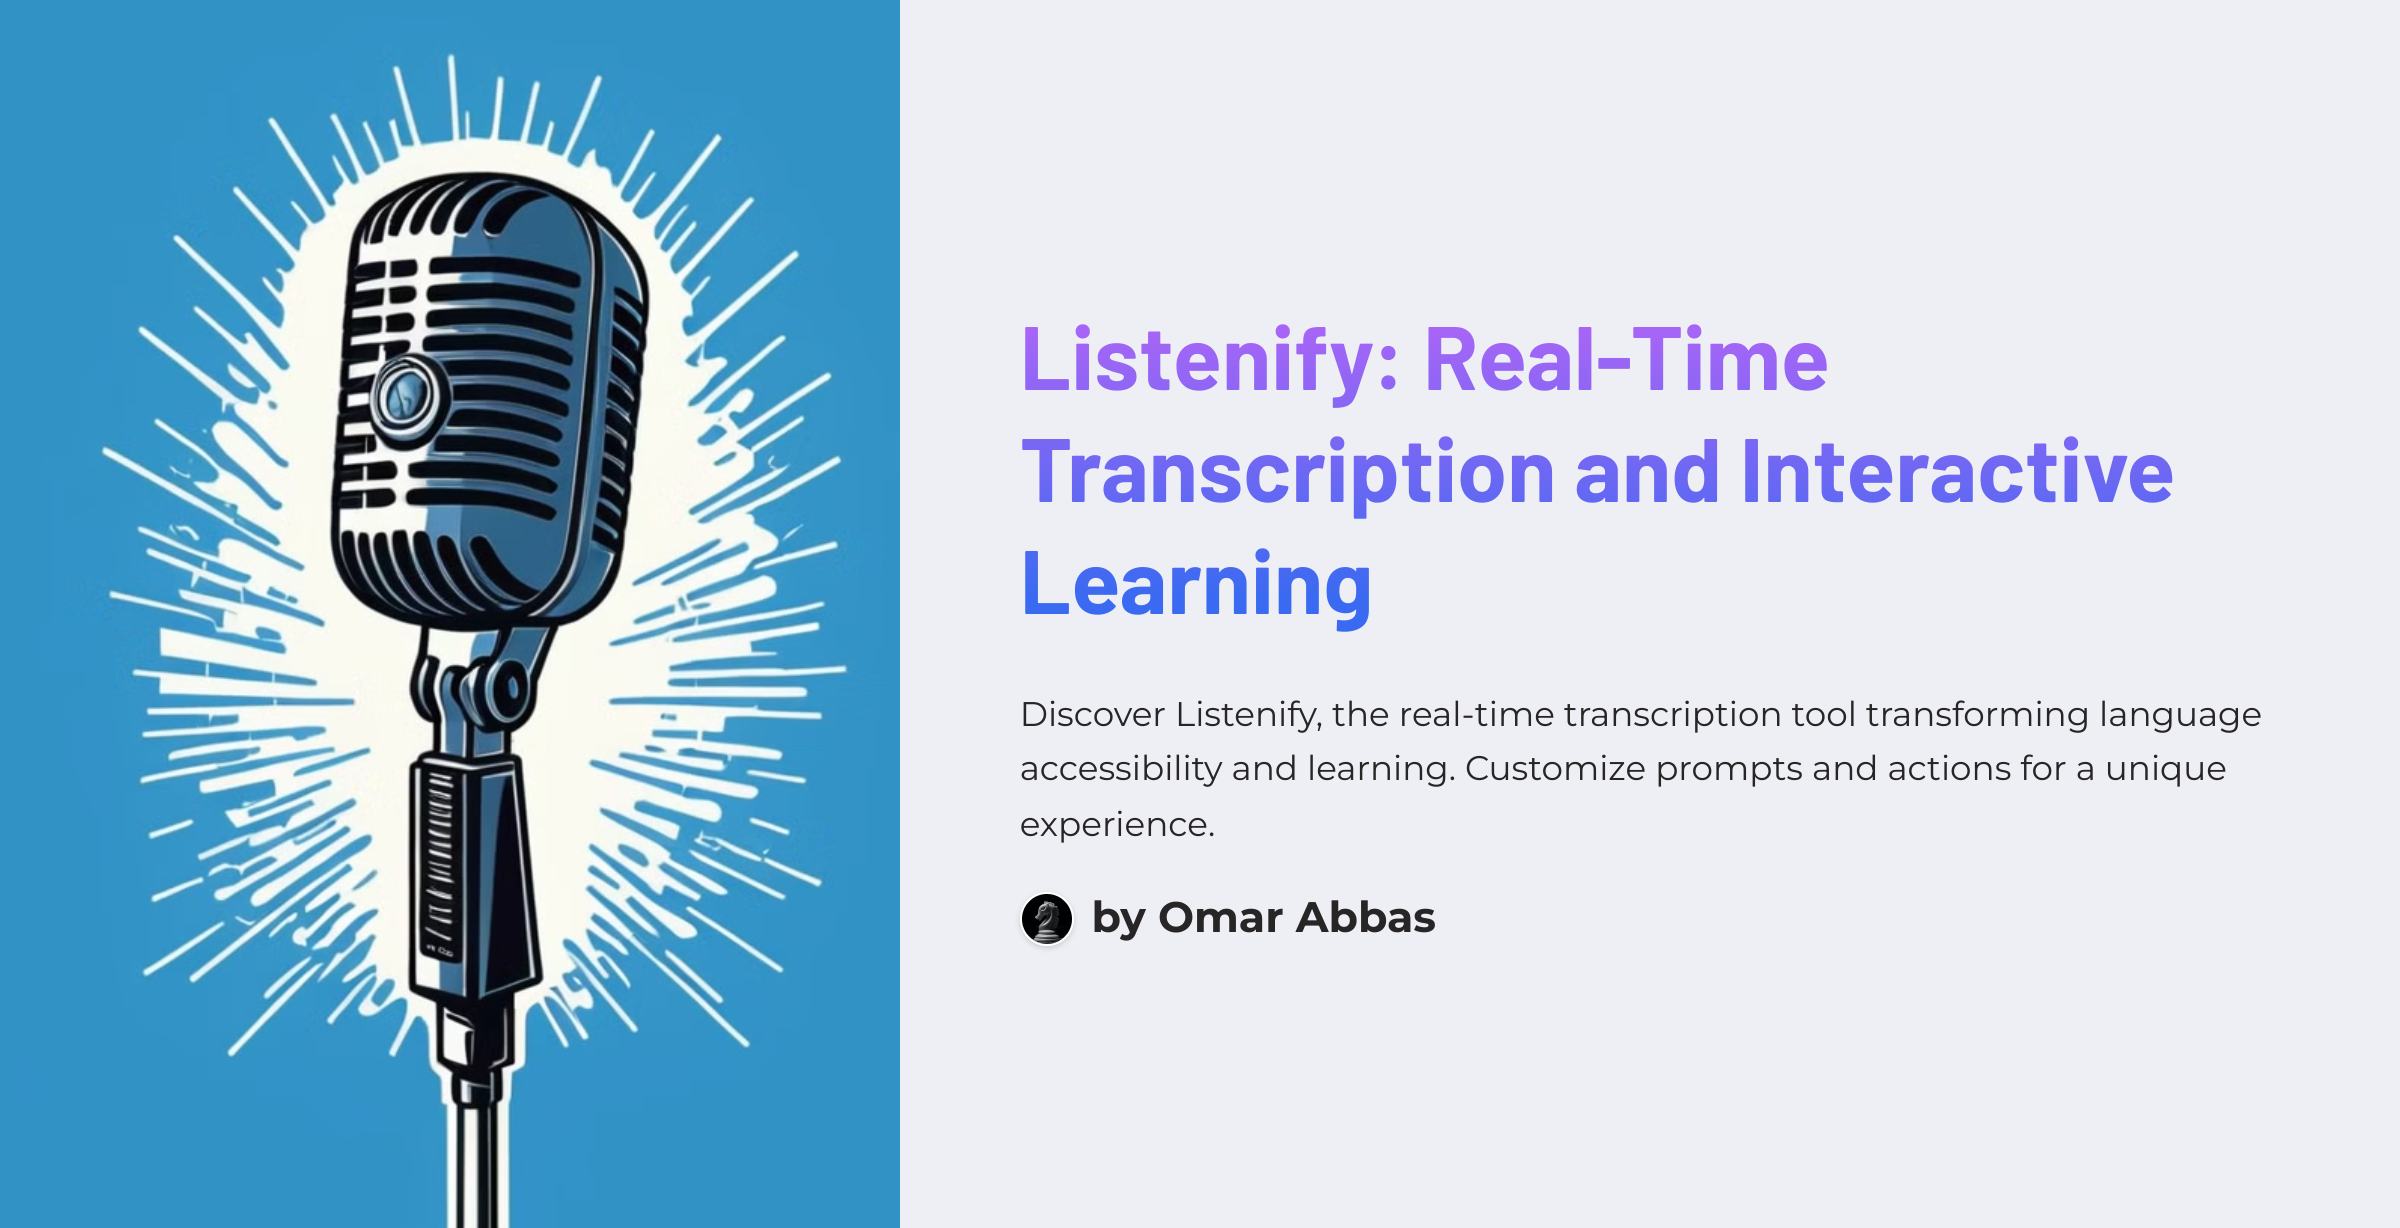 Listenify: Real-Time
Transcription and Interactive
Learning
Discover Listenify, the real-time transcription tool transforming language
accessibility and learning. Customize prompts and actions for a unique
experience.
by Omar Abbas